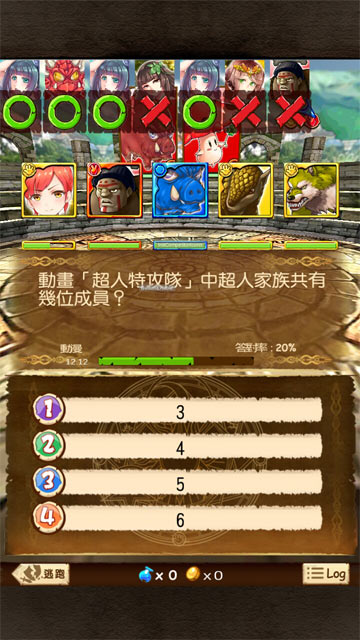 動畫「超人特攻隊」中超人家族共有
幾位成員？
動漫
答對率：20%
12.12
1 3
2 4
3 5
4 6
逃跑
x 0
x 0
Log